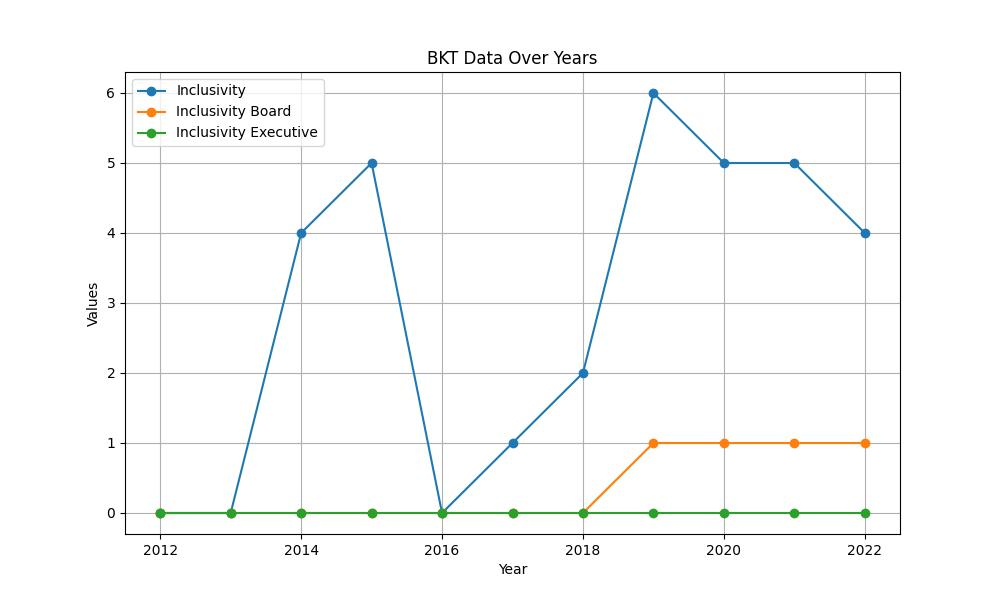 BKT Data Over Years
Inclusivity
Inclusivity Board
Inclusivity Executive
6
5
4
3
2
1
0
Values
2012
2014
2016
2018
2020
2022
Year